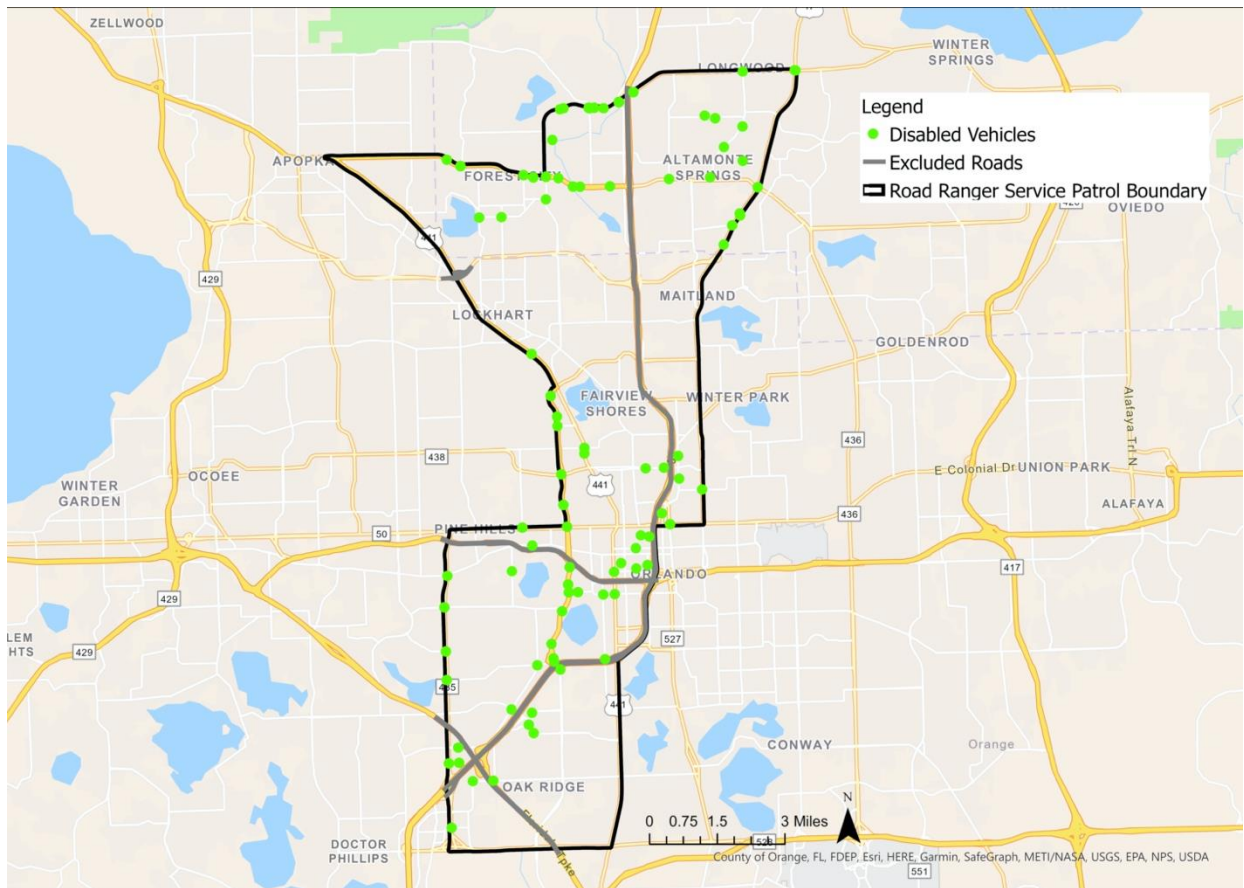 ZELLWOOD
WINTER
SPRINGS
LONGWOOD
Legend
Disabled Vehicles
Excluded Roads
Road Ranger Service Patrol Boundary
APOPKA
ALTAMONTE
SPRINGS
OVIEDO
441
429
MAITLAND
LOCKHART
GOLDENROD
FAIRVIEW
SHORES
WINTER PARK
Alafaya Trl N
436
438
OCOEE
E Colonial Dr
UNION PARK
WINTER
GARDEN
441
ALAFAYA
436
PINE HILLS
50
417
ORLANDO
429
429
527
441
CONWAY
Orange
OAK RIDGE
N
0 0.75 1.5 3 Miles
DOCTOR
PHILLIPS
528
County of Orange, FL, FDEP, Esri, HERE, Garmin, SafeGraph, METI/NASA, USGS, EPA, NPS, USDA
551